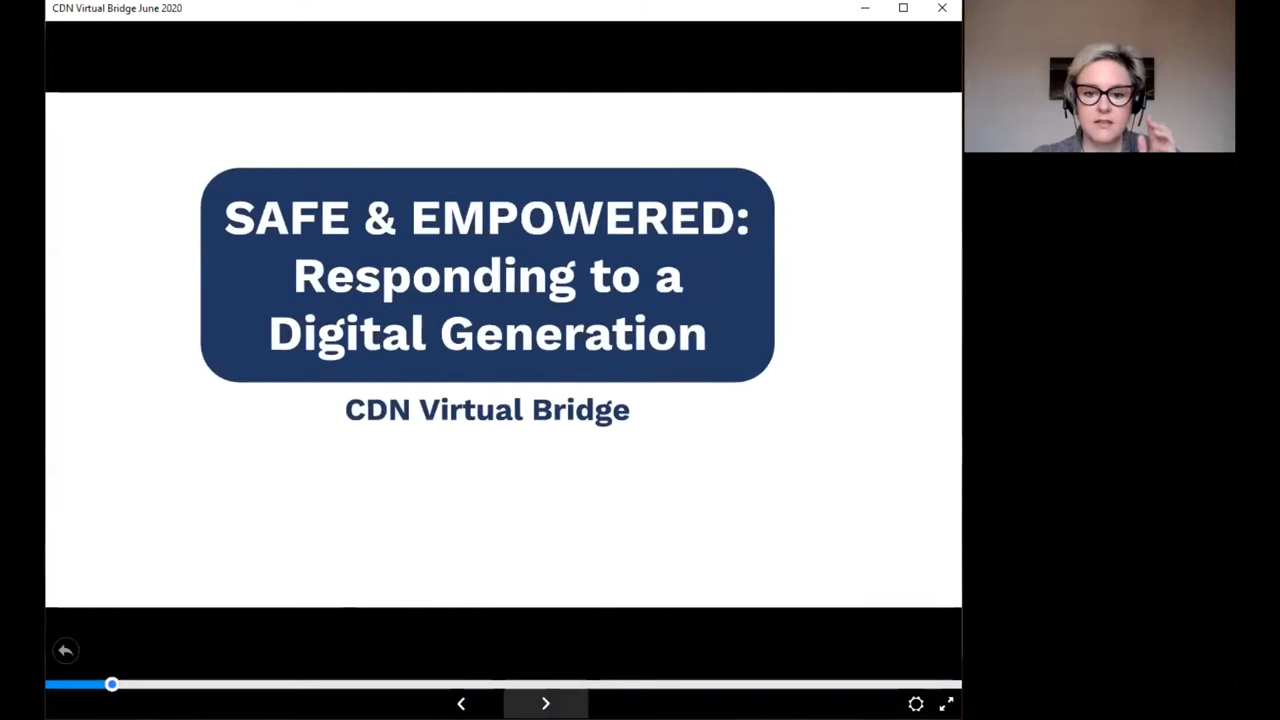 CDN Virtual Bridge June 2020
SAFE & EMPOWERED:
Responding to a
Digital Generation
CDN Virtual Bridge